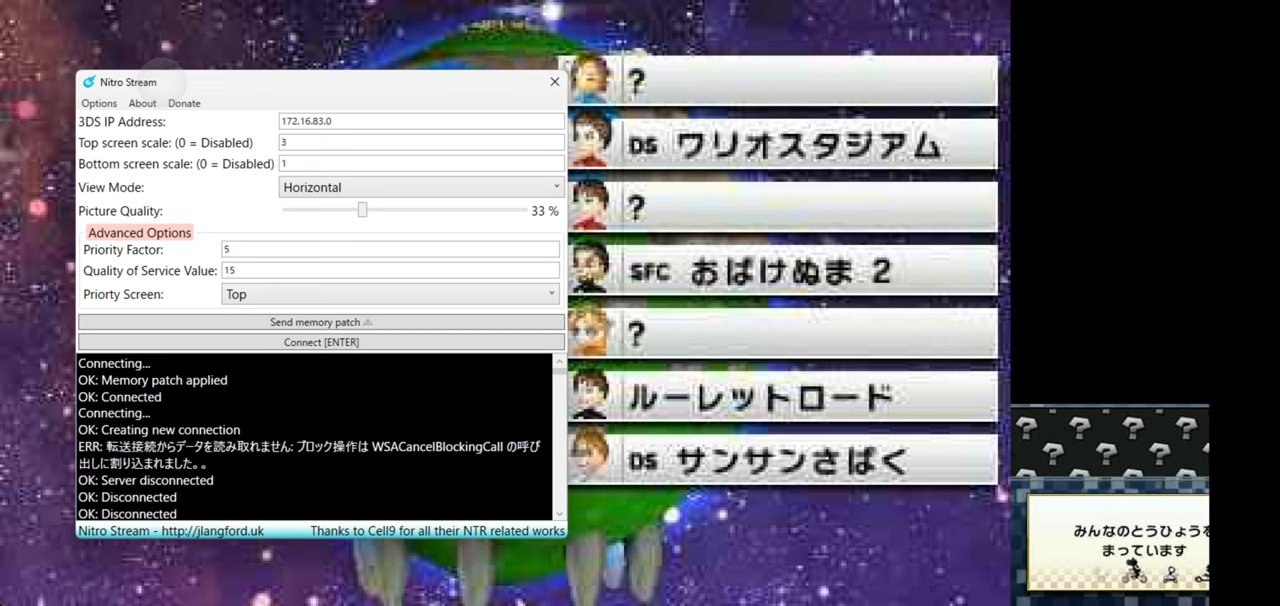 Nitro Stream
Options About Donate
3DS IP Address: 172.16.83.0
Top screen scale: (0 = Disabled) 3
Bottom screen scale: (0 = Disabled) 1
View Mode: Horizontal
Picture Quality: 33 %
Advanced Options
Priority Factor: 5
Quality of Service Value: 15
Priorty Screen: Top
Send memory patch ⚠
Connect [ENTER]
Connecting...
OK: Memory patch applied
OK: Connected
Connecting...
OK: Creating new connection
ERR: 転送接続からデータを読み取れません: ブロック操作は WSACancelBlockingCall の呼び
出しに割り込まれました。。
OK: Server disconnected
OK: Disconnected
OK: Disconnected
Nitro Stream - http://jlangford.uk Thanks to Cell9 for all their NTR related works
?
DS ワリオスタジアム
?
SFC おばけぬま 2
?
ルーレットロード
DS サンサンさばく
? ? ?
? ? ?
みんなのとうひょうを
まっています